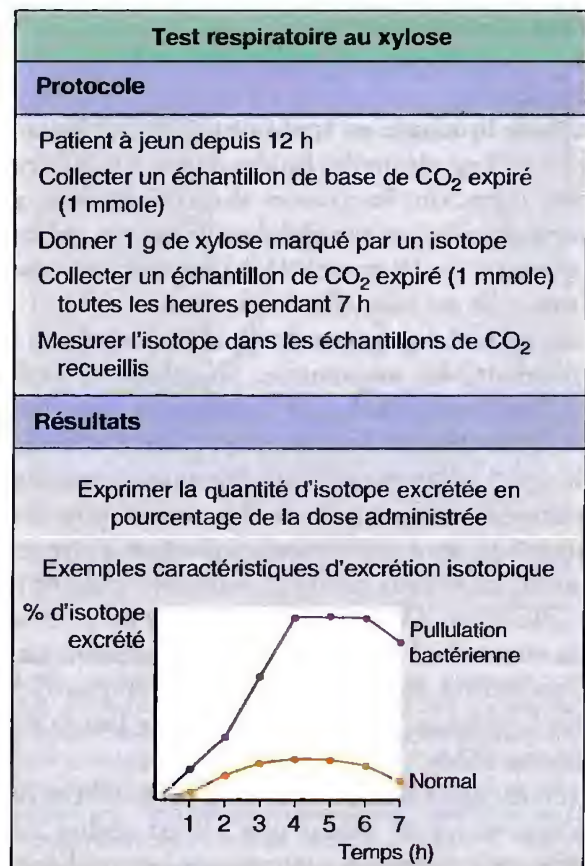 Test respiratoire au xylose
Protocole
Patient à jeun depuis 12 h
Collecter un échantillon de base de CO2 expiré
(1 mmole)
Donner 1 g de xylose marqué par un isotope
Collecter un échantillon de CO2 expiré (1 mmole)
toutes les heures pendant 7 h
Mesurer l'isotope dans les échantillons de CO2
recueillis
Résultats
Exprimer la quantité d'isotope excrétée en
pourcentage de la dose administrée
Exemples caractéristiques d'excrétion isotopique
% d'isotope
excrété
Pullulation
bactérienne
Normal
1 2 3 4 5 6 7
Temps (h)